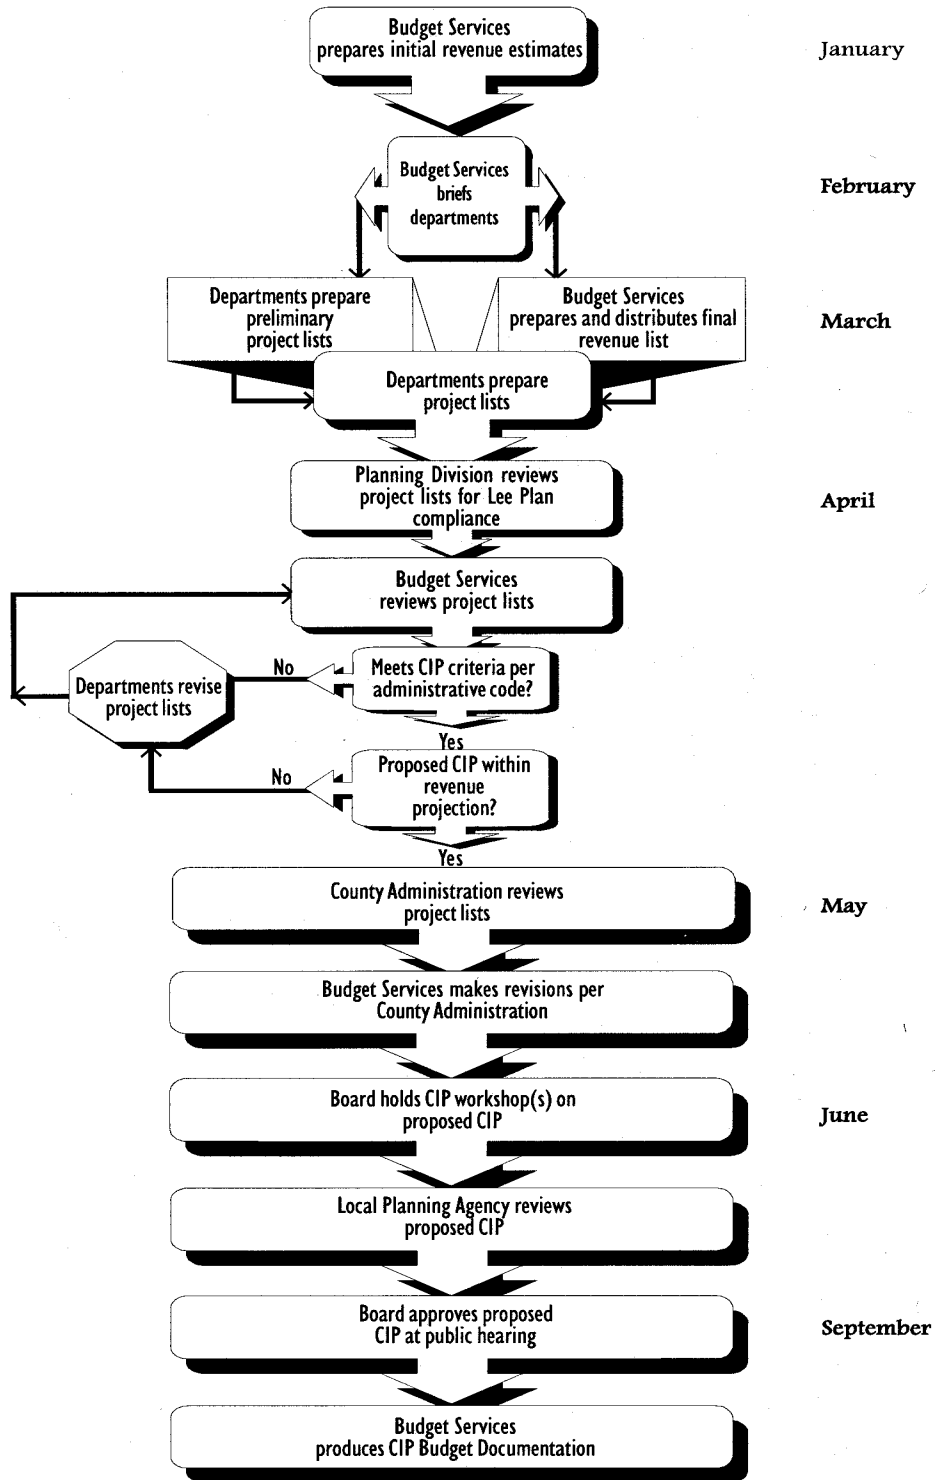 Budget Services
prepares initial revenue estimates
January
Budget Services
briefs
departments
February
Departments prepare
preliminary
project lists
Budget Services
prepares and distributes final
revenue list
March
Departments prepare
project lists
Planning Division reviews
project lists for Lee Plan
compliance
April
Budget Services
reviews project lists
Meets CIP criteria per
administrative code?
No
Departments revise
project lists
Yes
Proposed CIP within
revenue
projection?
No
Yes
County Administration reviews
project lists
May
Budget Services makes revisions per
County Administration
Board holds CIP workshop(s) on
proposed CIP
June
Local Planning Agency reviews
proposed CIP
Board approves proposed
CIP at public hearing
September
Budget Services
produces CIP Budget Documentation